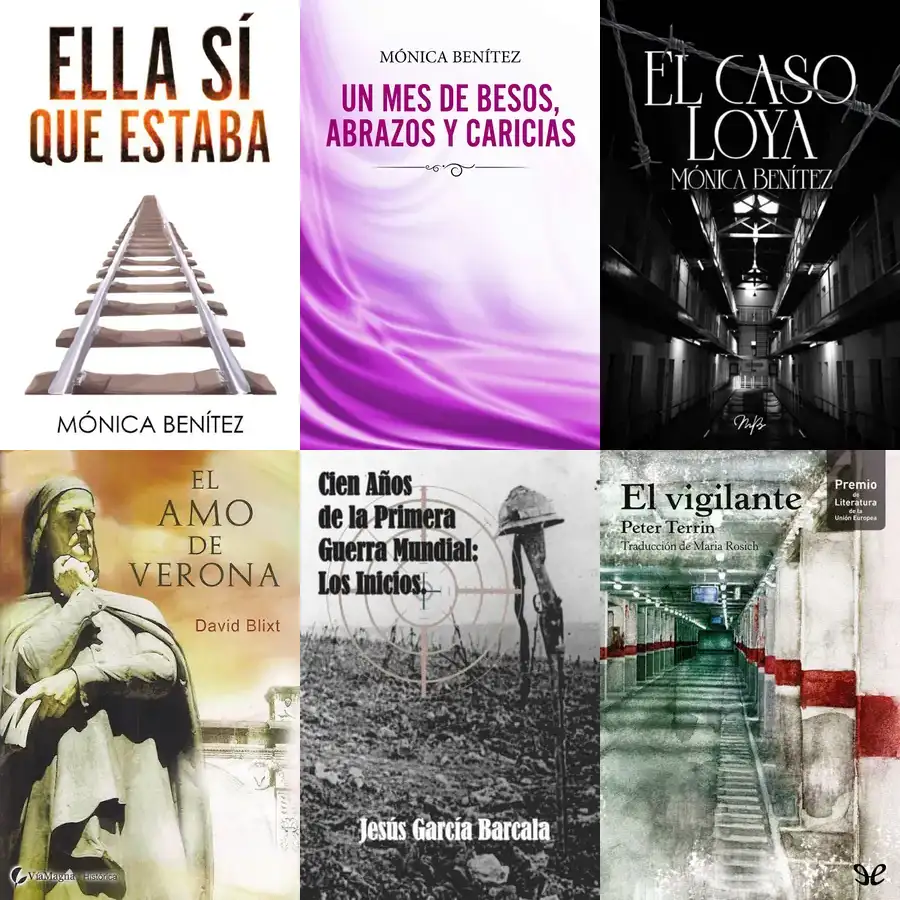 ELLA SÍ
QUE ESTABA
MÓNICA BENÍTEZ
MÓNICA BENÍTEZ
UN MES DE BESOS,
ABRAZOS Y CARICIAS
EL CASO
LOYA
MÓNICA BENÍTEZ
MB
EL
AMO
DE
VERONA
David Blixt
ViaMagna Histórica
Cien Años
de la Primera
Guerra Mundial:
Los Inicios.
Jesús García Barcala
El vigilante
Peter Terrin
Traducción de Maria Rosich
Premio
de
Literatura
de la
Unión Europea